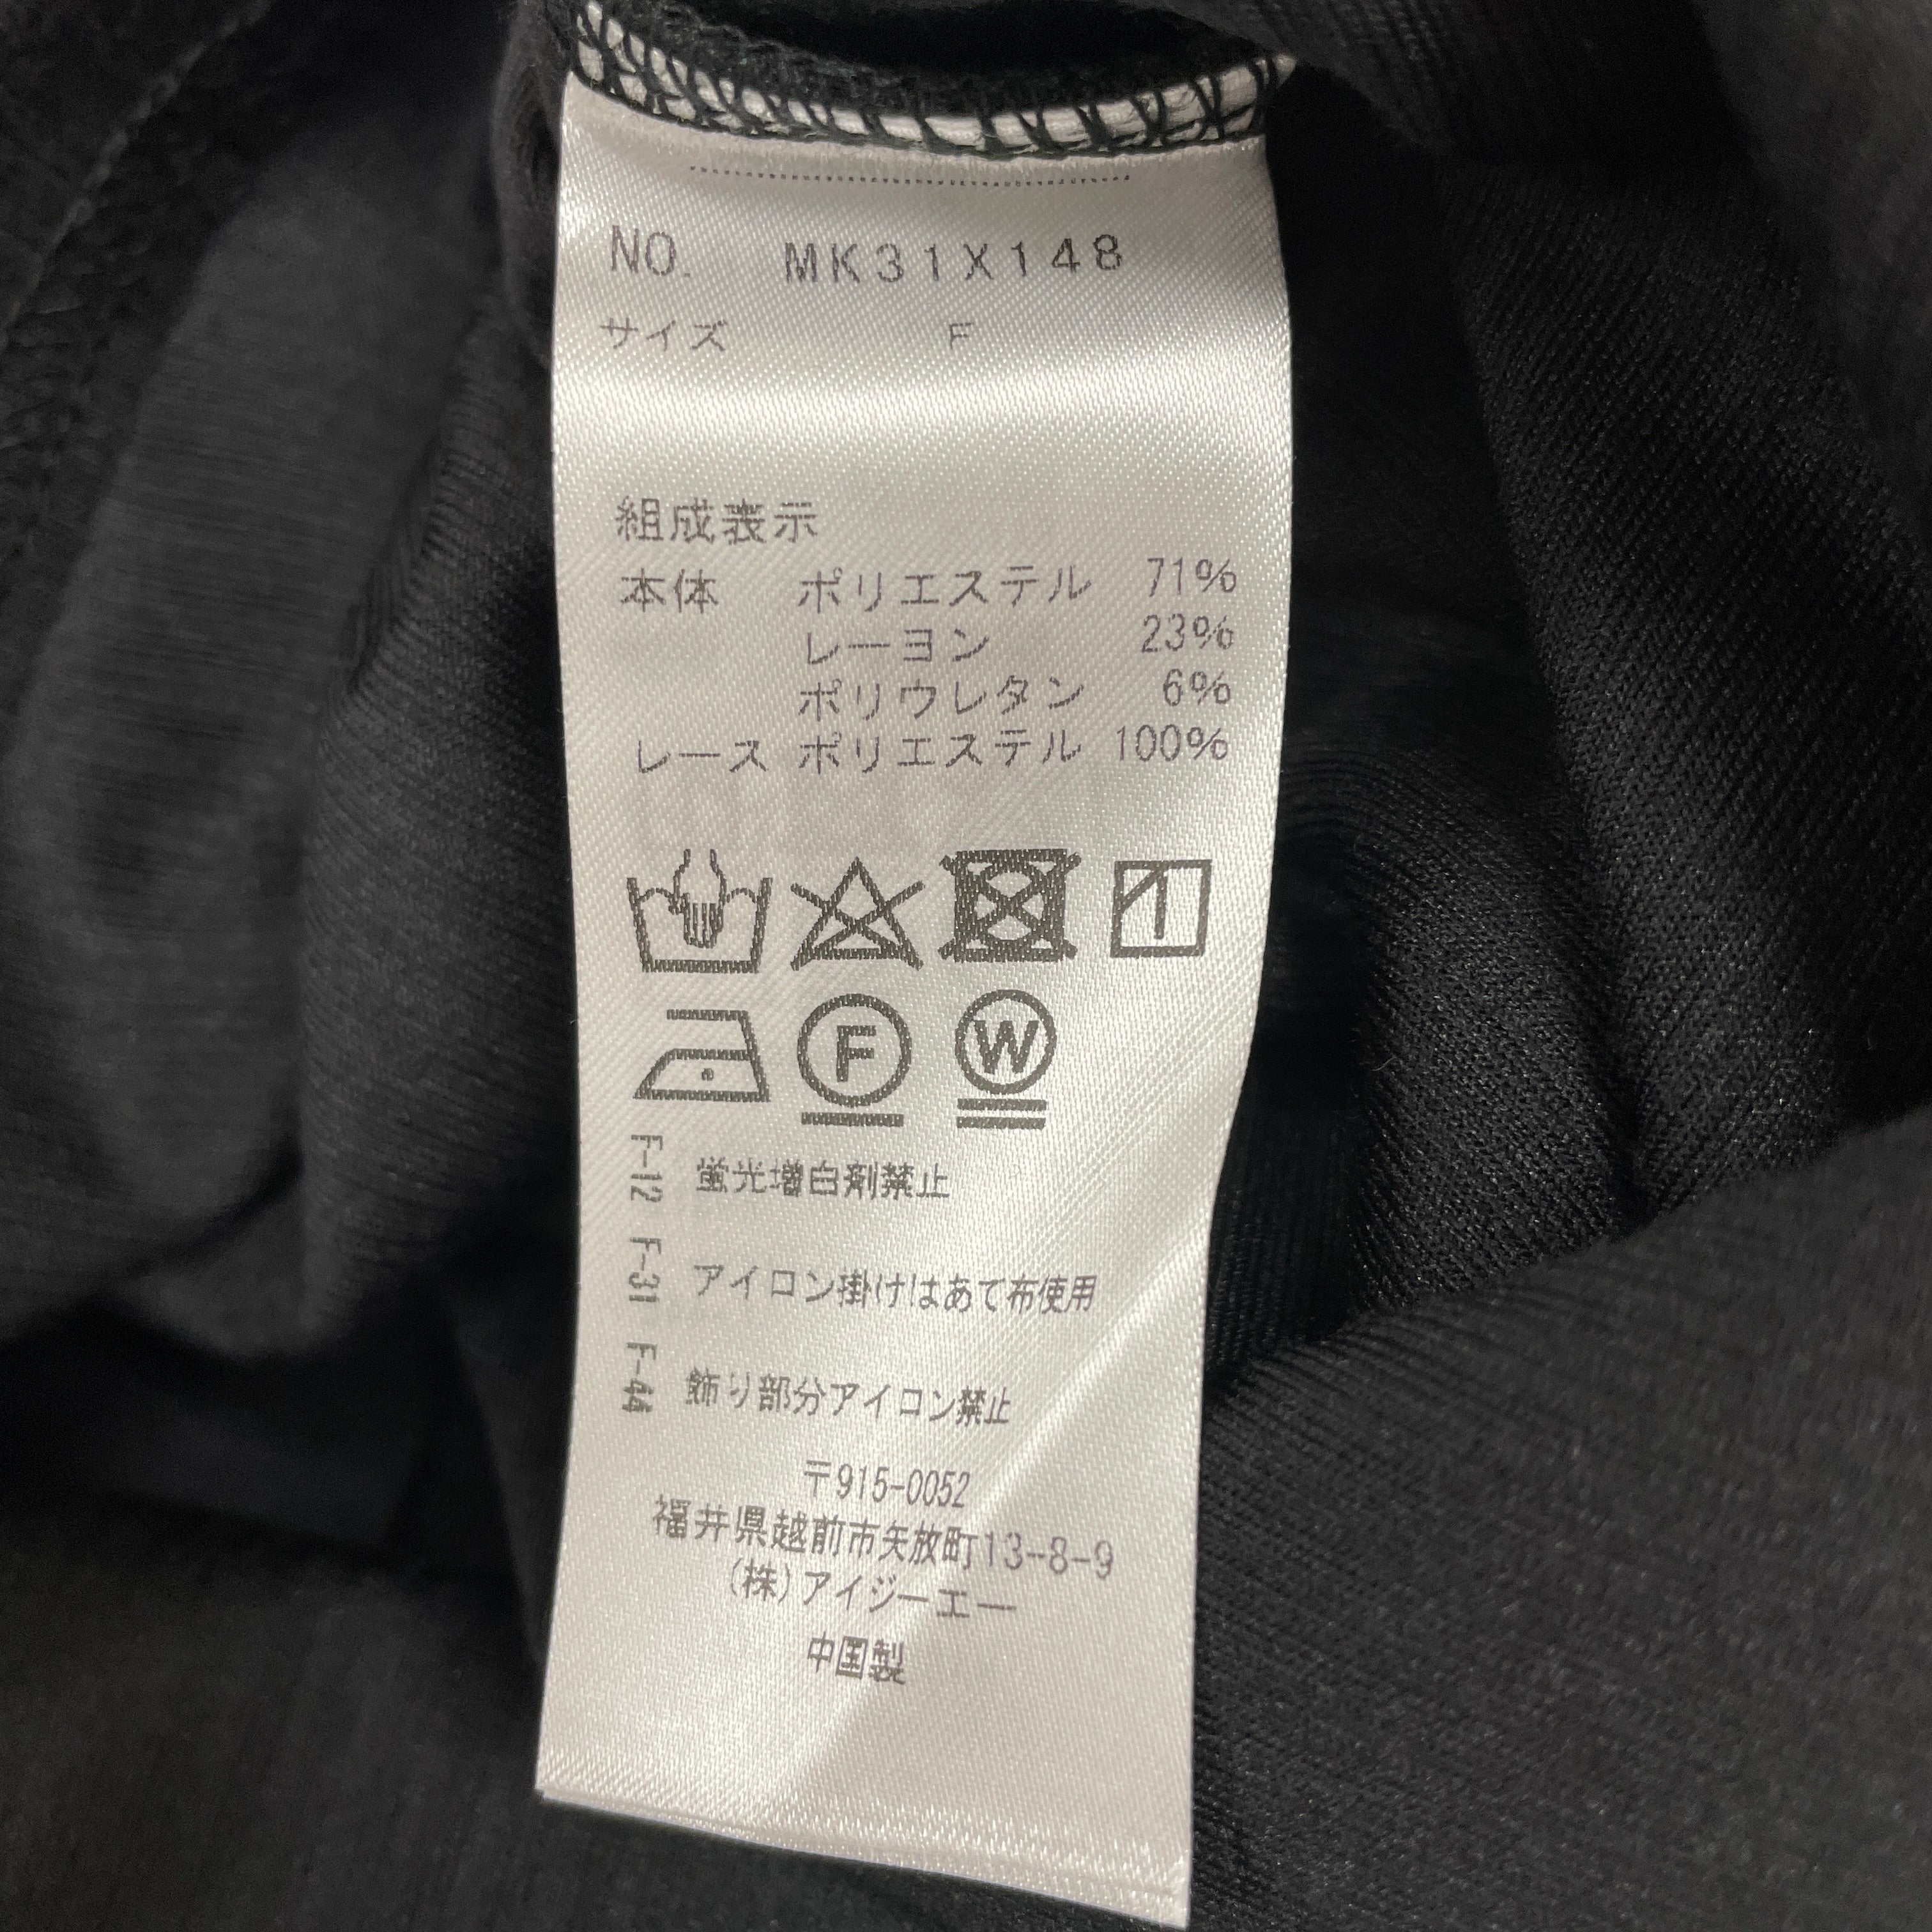 NO. MK31X148
サイズ F
組成表示
本体 ポリエステル 71%
レーヨン 23%
ポリウレタン 6%
レース ポリエステル 100%
F
W
F-12 蛍光増白剤禁止
F-31 アイロン掛けはあて布使用
F-44 飾り部分アイロン禁止
〒915-0052
福井県越前市矢放町13-8-9
(株)アイジーエー
中国製